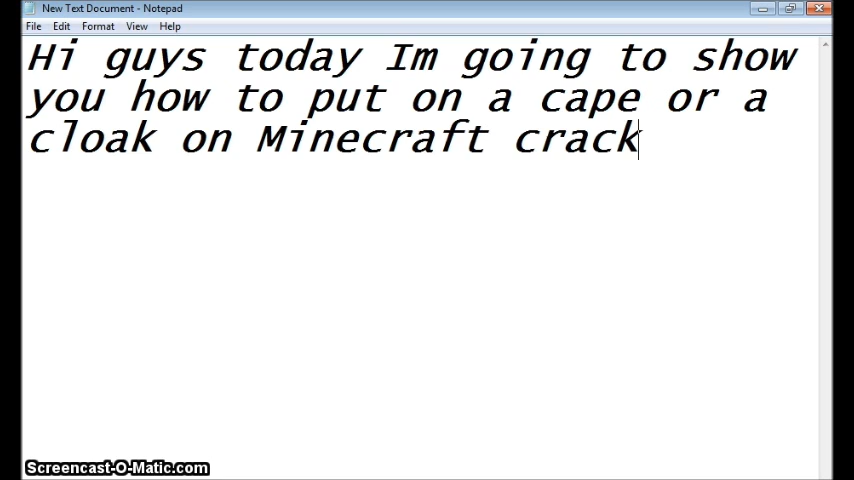 New Text Document - Notepad
File Edit Format View Help
Hi guys today Im going to show
you how to put on a cape or a
cloak on Minecraft crack
Screencast-O-Matic.com